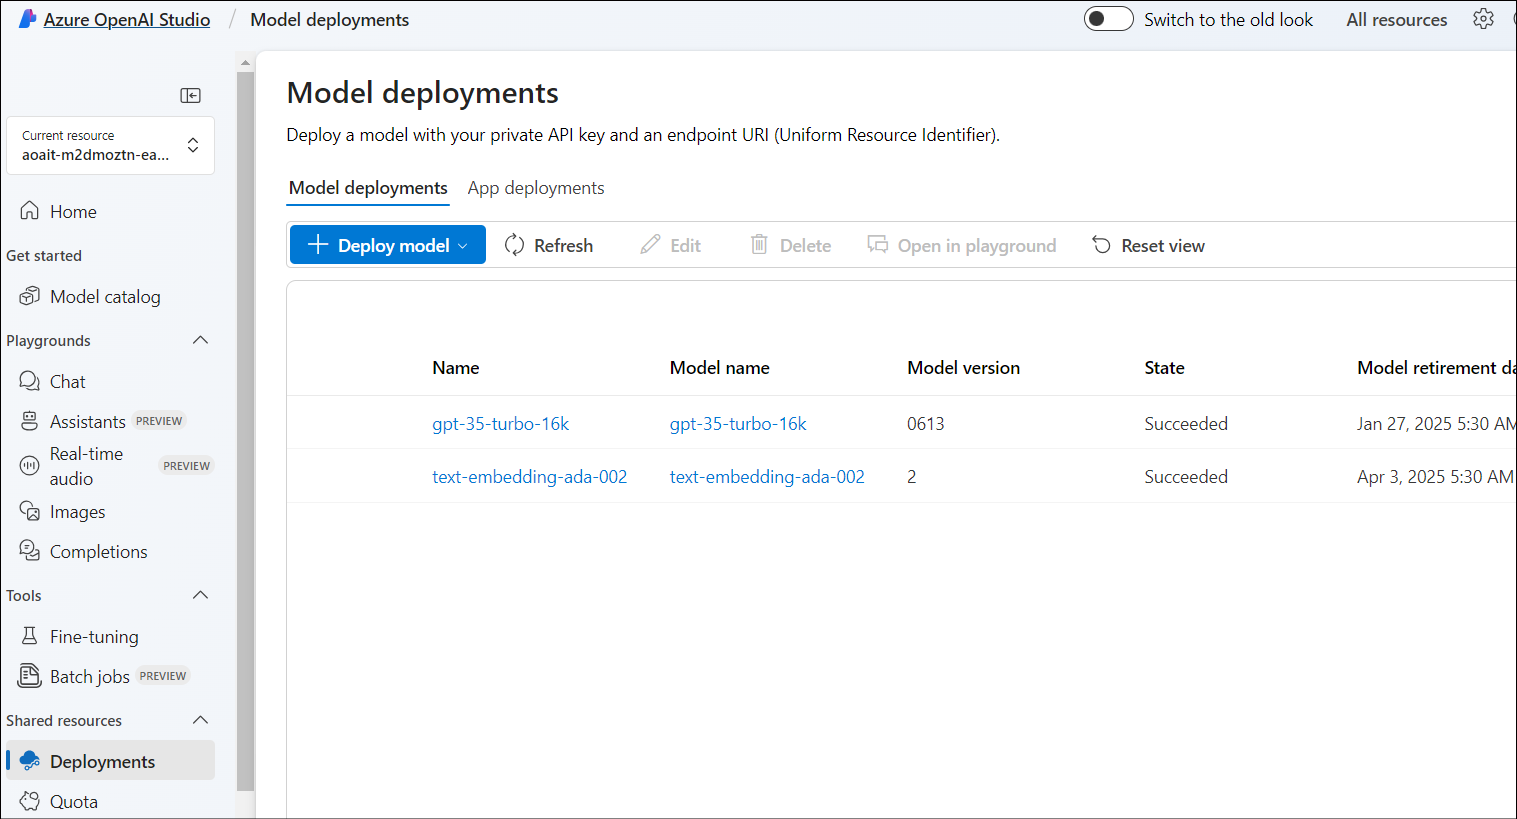 Azure OpenAI Studio / Model deployments
Switch to the old look
All resources
Current resource
aoait-m2dmoztn-ea...
Home
Get started
Model catalog
Playgrounds
Chat
Assistants PREVIEW
Real-time
audio PREVIEW
Images
Completions
Tools
Fine-tuning
Batch jobs PREVIEW
Shared resources
Deployments
Quota
Model deployments
Deploy a model with your private API key and an endpoint URI (Uniform Resource Identifier).
Model deployments App deployments
Deploy model Refresh Edit Delete Open in playground Reset view
Name Model name Model version State Model retirement da
gpt-35-turbo-16k gpt-35-turbo-16k 0613 Succeeded Jan 27, 2025 5:30 AM
text-embedding-ada-002 text-embedding-ada-002 2 Succeeded Apr 3, 2025 5:30 AM